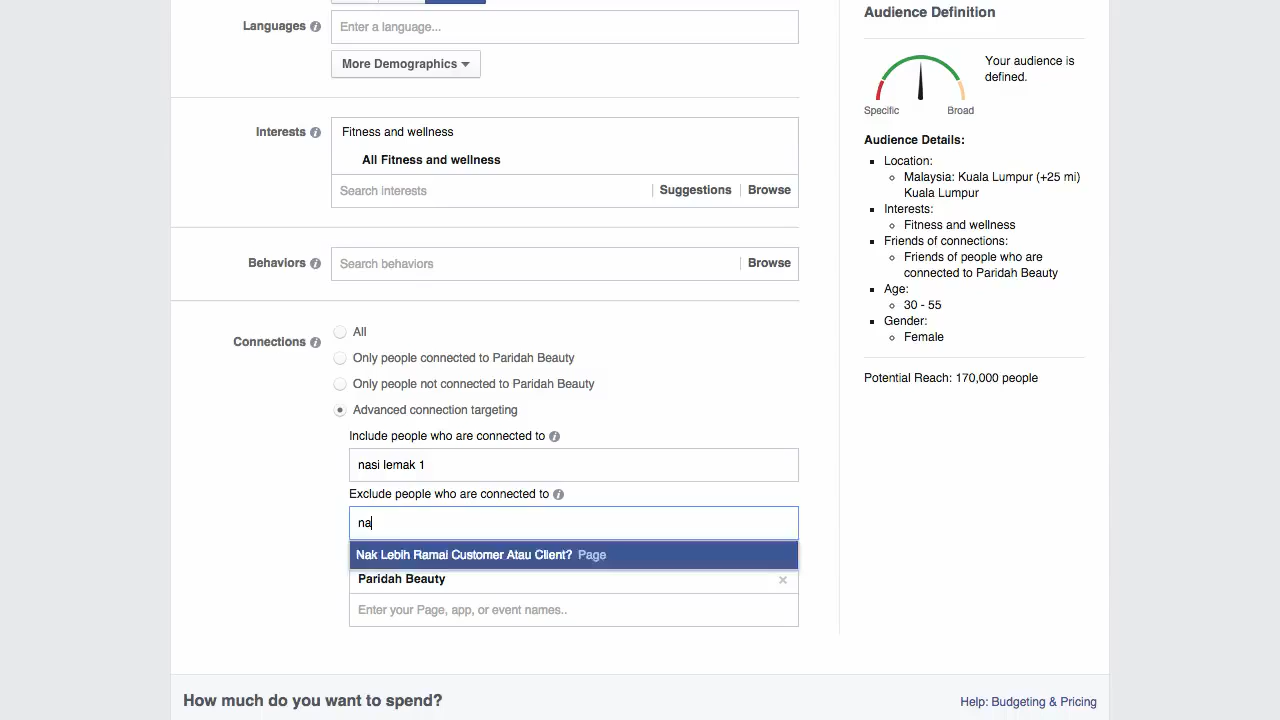 Languages
Enter a language...
More Demographics
Interests
Fitness and wellness
All Fitness and wellness
Search interests
Suggestions
Browse
Behaviors
Search behaviors
Browse
Connections
All
Only people connected to Paridah Beauty
Only people not connected to Paridah Beauty
Advanced connection targeting
Include people who are connected to
nasi lemak 1
Exclude people who are connected to
na
Nak Lebih Ramai Customer Atau Client? Page
Paridah Beauty
Enter your Page, app, or event names..
Audience Definition
Your audience is
defined.
Specific
Broad
Audience Details:
Location:
Malaysia: Kuala Lumpur (+25 mi)
Kuala Lumpur
Interests:
Fitness and wellness
Friends of connections:
Friends of people who are
connected to Paridah Beauty
Age:
30 - 55
Gender:
Female
Potential Reach: 170,000 people
How much do you want to spend?
Help: Budgeting & Pricing